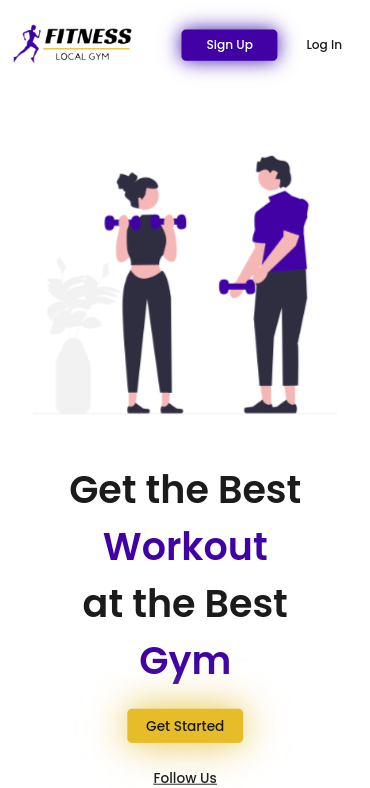 FITNESS
LOCAL GYM
Sign Up
Log In
Get the Best
Workout
at the Best
Gym
Get Started
Follow Us